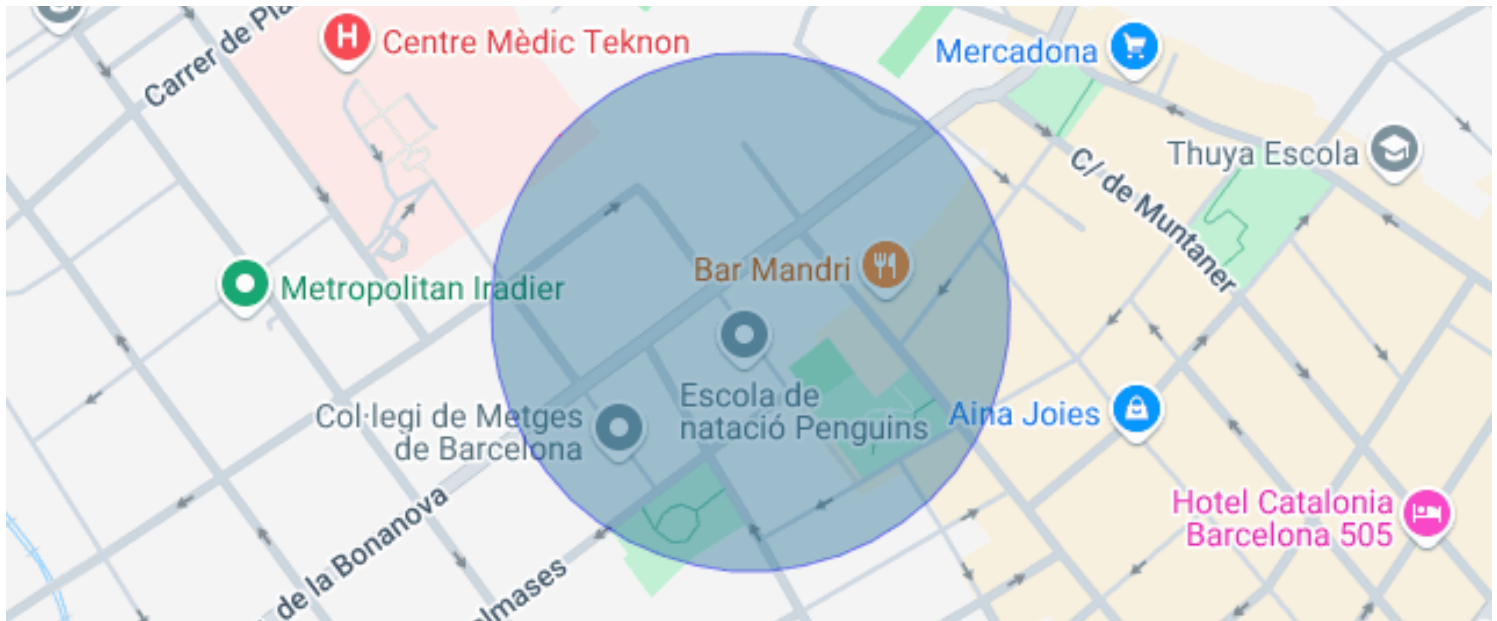 Carrer de Pla
H
Centre Mèdic Teknon
Mercadona
Thuya Escola
C/ de Muntaner
Bar Mandri
Metropolitan Iradier
Escola de
natació Penguins
Col·legi de Metges
de Barcelona
Aina Joies
Hotel Catalonia
Barcelona 505
de la Bonanova
almases